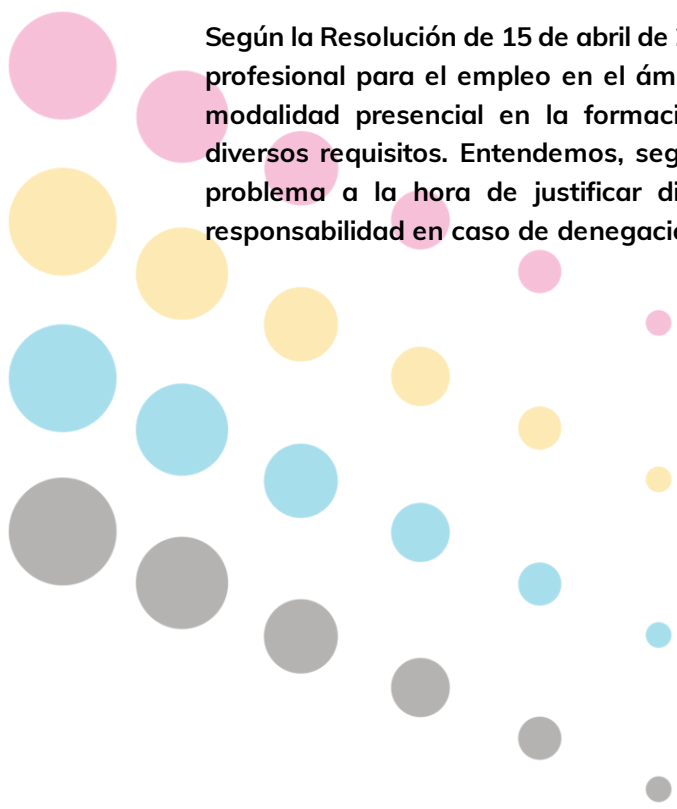 Según la Resolución de 15 de abril de
profesional para el empleo en el ám
modalidad presencial en la formaci
diversos requisitos. Entendemos, seg
problema a la hora de justificar di
responsabilidad en caso de denegaci